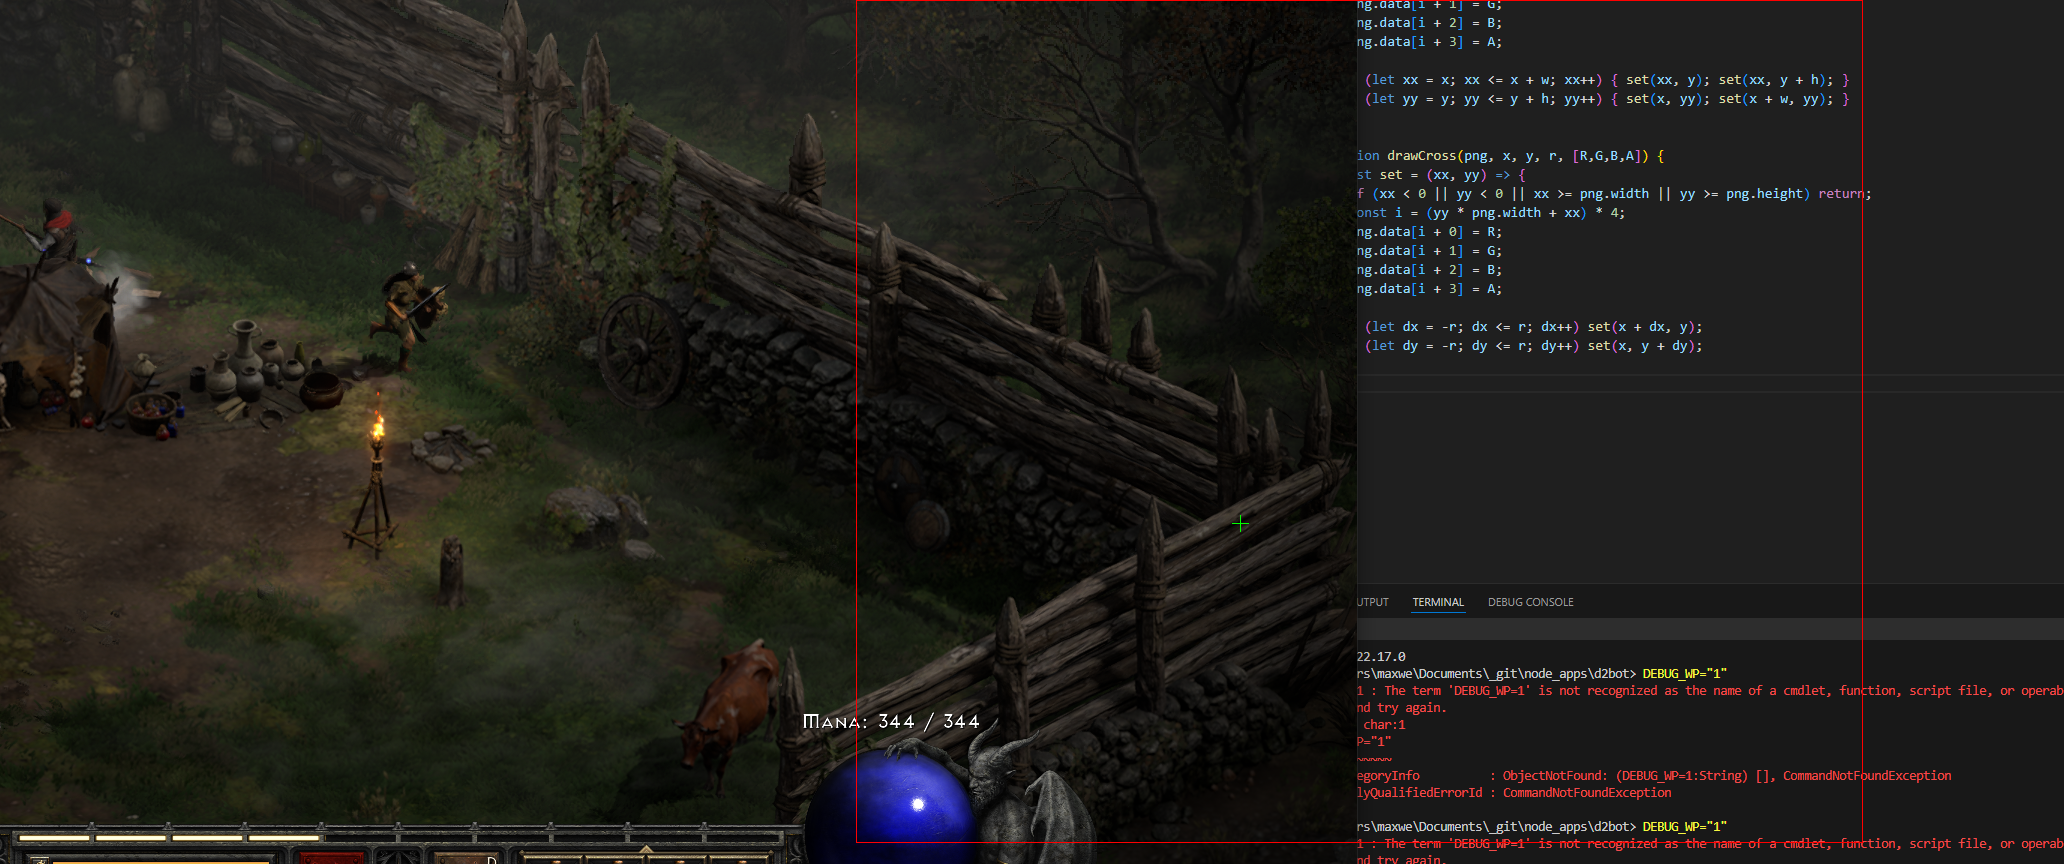 ng.data[i + 1] = G;
ng.data[i + 2] = B;
ng.data[i + 3] = A;
(let xx = x; xx <= x + w; xx++) { set(xx, y); set(xx, y + h); }
(let yy = y; yy <= y + h; yy++) { set(x, yy); set(x + w, yy); }
ion drawCross(png, x, y, r, [R,G,B,A]) {
st set = (xx, yy) => {
f (xx < 0 || yy < 0 || xx >= png.width || yy >= png.height) return;
onst i = (yy * png.width + xx) * 4;
ng.data[i + 0] = R;
ng.data[i + 1] = G;
ng.data[i + 2] = B;
ng.data[i + 3] = A;
(let dx = -r; dx <= r; dx++) set(x + dx, y);
(let dy = -r; dy <= r; dy++) set(x, y + dy);
UTPUT TERMINAL DEBUG CONSOLE
22.17.0
rs\maxwe\Documents\_git\node_apps\d2bot> DEBUG_WP="1"
1 : The term 'DEBUG_WP=1' is not recognized as the name of a cmdlet, function, script file, or operab
nd try again.
char:1
P="1"
~~~~~
egoryInfo : ObjectNotFound: (DEBUG_WP=1:String) [], CommandNotFoundException
lyQualifiedErrorId : CommandNotFoundException
rs\maxwe\Documents\_git\node_apps\d2bot> DEBUG_WP="1"
1 : The term 'DEBUG_WP=1' is not recognized as the name of a cmdlet, function, script file, or operab
nd try again.
Mana: 344 / 344
D